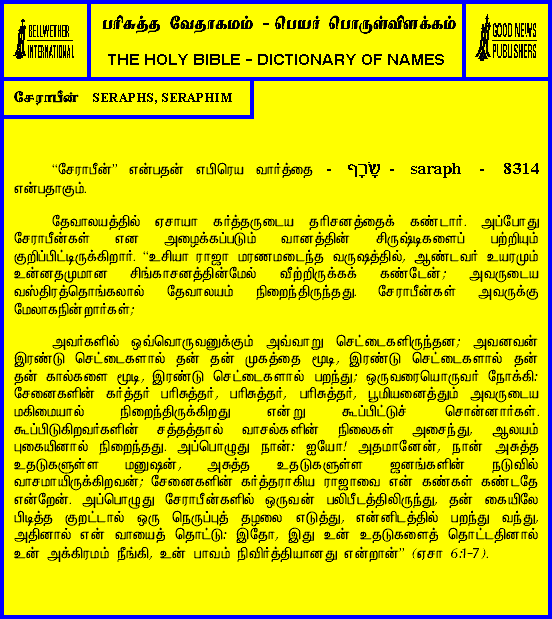 BELLWETHER
INTERNATIONAL
பரிசுத்த வேதாகமம் - பெயர் பொருள்விளக்கம்
THE HOLY BIBLE - DICTIONARY OF NAMES
GOOD NEWS
PUBLISHERS
சேராபீன் SERAPHS, SERAPHIM
“சேராபீன்” என்பதன் எபிரெய வார்த்தை - שָׂרָף - saraph - 8314
என்பதாகும்.
தேவாலயத்தில் ஏசாயா கர்த்தருடைய தரிசனத்தைக் கண்டார். அப்போது
சேராபீன்கள் என அழைக்கப்படும் வானத்தின் சிருஷ்டிகளைப் பற்றியும்
குறிப்பிட்டிருக்கிறார். “உசியா ராஜா மரணமடைந்த வருஷத்தில், ஆண்டவர் உயரமும்
உன்னதமுமான சிங்காசனத்தின்மேல் வீற்றிருக்கக் கண்டேன்; அவருடைய
வஸ்திரத்தொங்கலால் தேவாலயம் நிறைந்திருந்தது. சேராபீன்கள் அவருக்கு
மேலாகநின்றார்கள்;
அவர்களில் ஒவ்வொருவனுக்கும் அவ்வாறு செட்டைகளிருந்தன; அவனவன்
இரண்டு செட்டைகளால் தன் தன் முகத்தை மூடி, இரண்டு செட்டைகளால் தன்
தன் கால்களை மூடி, இரண்டு செட்டைகளால் பறந்து; ஒருவரையொருவர் நோக்கி:
சேனைகளின் கர்த்தர் பரிசுத்தர், பரிசுத்தர், பரிசுத்தர், பூமியனைத்தும் அவருடைய
மகிமையால் நிறைந்திருக்கிறது என்று கூப்பிட்டுச் சொன்னார்கள்.
கூப்பிடுகிறவர்களின் சத்தத்தால் வாசல்களின் நிலைகள் அசைந்து, ஆலயம்
புகையினால் நிறைந்தது. அப்பொழுது நான்: ஐயோ! அதமானேன், நான் அசுத்த
உதடுகளுள்ள மனுஷன், அசுத்த உதடுகளுள்ள ஜனங்களின் நடுவில்
வாசமாயிருக்கிறவன்; சேனைகளின் கர்த்தராகிய ராஜாவை என் கண்கள் கண்டதே
என்றேன். அப்பொழுது சேராபீன்களில் ஒருவன் பலிபீடத்திலிருந்து, தன் கையிலே
பிடித்த குறட்டால் ஒரு நெருப்புத் தழலை எடுத்து, என்னிடத்தில் பறந்து வந்து,
அதினால் என் வாயைத் தொட்டு: இதோ, இது உன் உதடுகளைத் தொட்டதினால்
உன் அக்கிரமம் நீங்கி, உன் பாவம் நிவிர்த்தியானது என்றான்” (ஏசா 6:1-7).